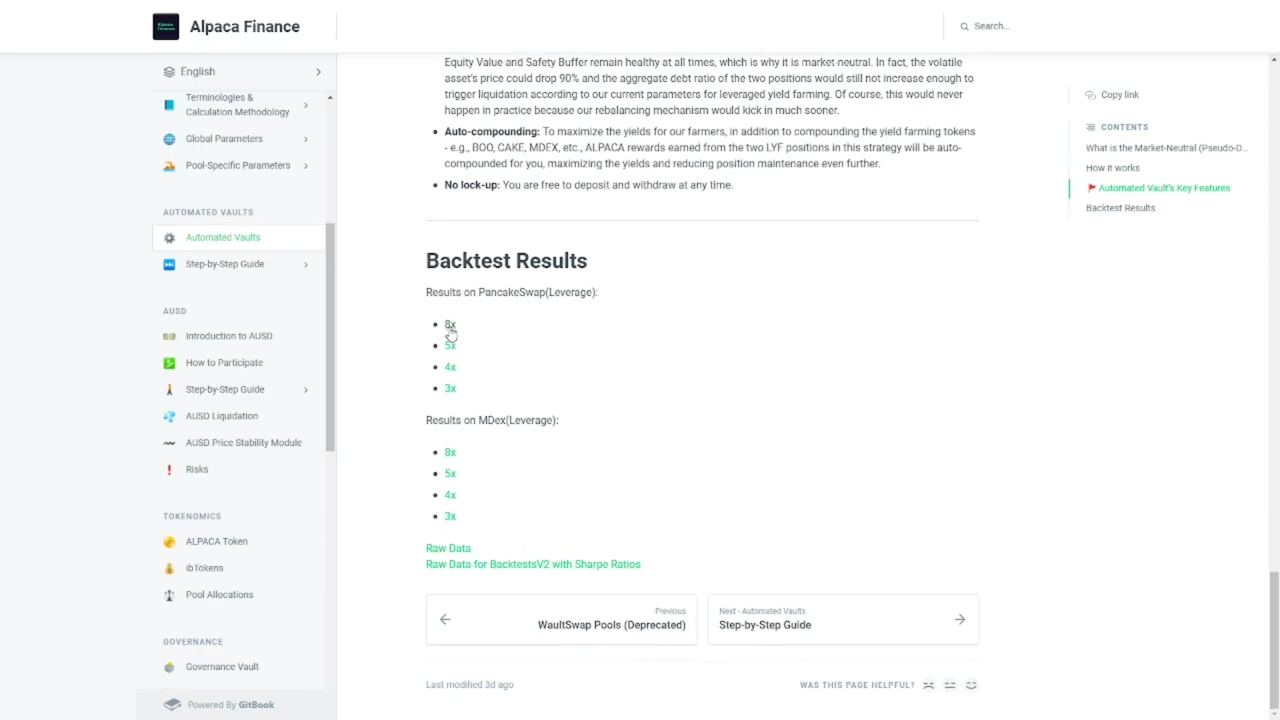 Alpaca Finance
Alpaca Finance
Search...
English
Terminologies &
Calculation Methodology
Global Parameters
Pool-Specific Parameters
AUTOMATED VAULTS
Automated Vaults
Step-by-Step Guide
AUSD
Introduction to AUSD
How to Participate
Step-by-Step Guide
AUSD Liquidation
AUSD Price Stability Module
Risks
TOKENOMICS
ALPACA Token
ibTokens
Pool Allocations
GOVERNANCE
Governance Vault
Powered By GitBook
Equity Value and Safety Buffer remain healthy at all times, which is why it is market-neutral. In fact, the volatile
asset's price could drop 90% and the aggregate debt ratio of the two positions would still not increase enough to
trigger liquidation according to our current parameters for leveraged yield farming. Of course, this would never
happen in practice because our rebalancing mechanism would kick in much sooner.
• Auto-compounding: To maximize the yields for our farmers, in addition to compounding the yield farming tokens
- e.g., BOO, CAKE, MDEX, etc., ALPACA rewards earned from the two LYF positions in this strategy will be auto-
compounded for you, maximizing the yields and reducing position maintenance even further.
• No lock-up: You are free to deposit and withdraw at any time.
Backtest Results
Results on PancakeSwap(Leverage):
• 8x
• 5x
• 4x
• 3x
Results on MDex(Leverage):
• 8x
• 5x
• 4x
• 3x
Raw Data
Raw Data for BacktestsV2 with Sharpe Ratios
Previous
WaultSwap Pools (Deprecated)
Next - Automated Vaults
Step-by-Step Guide
Last modified 3d ago
WAS THIS PAGE HELPFUL?
Copy link
CONTENTS
What is the Market-Neutral (Pseudo-D...
How it works
Automated Vault's Key Features
Backtest Results